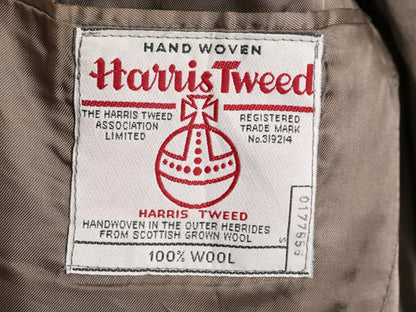 HAND WOVEN
Harris Tweed
THE HARRIS TWEED
ASSOCIATION
LIMITED
REGISTERED
TRADE MARK
No.319214
HARRIS TWEED
HANDWOVEN IN THE OUTER HEBRIDES
FROM SCOTTISH GROWN WOOL
100% WOOL
S